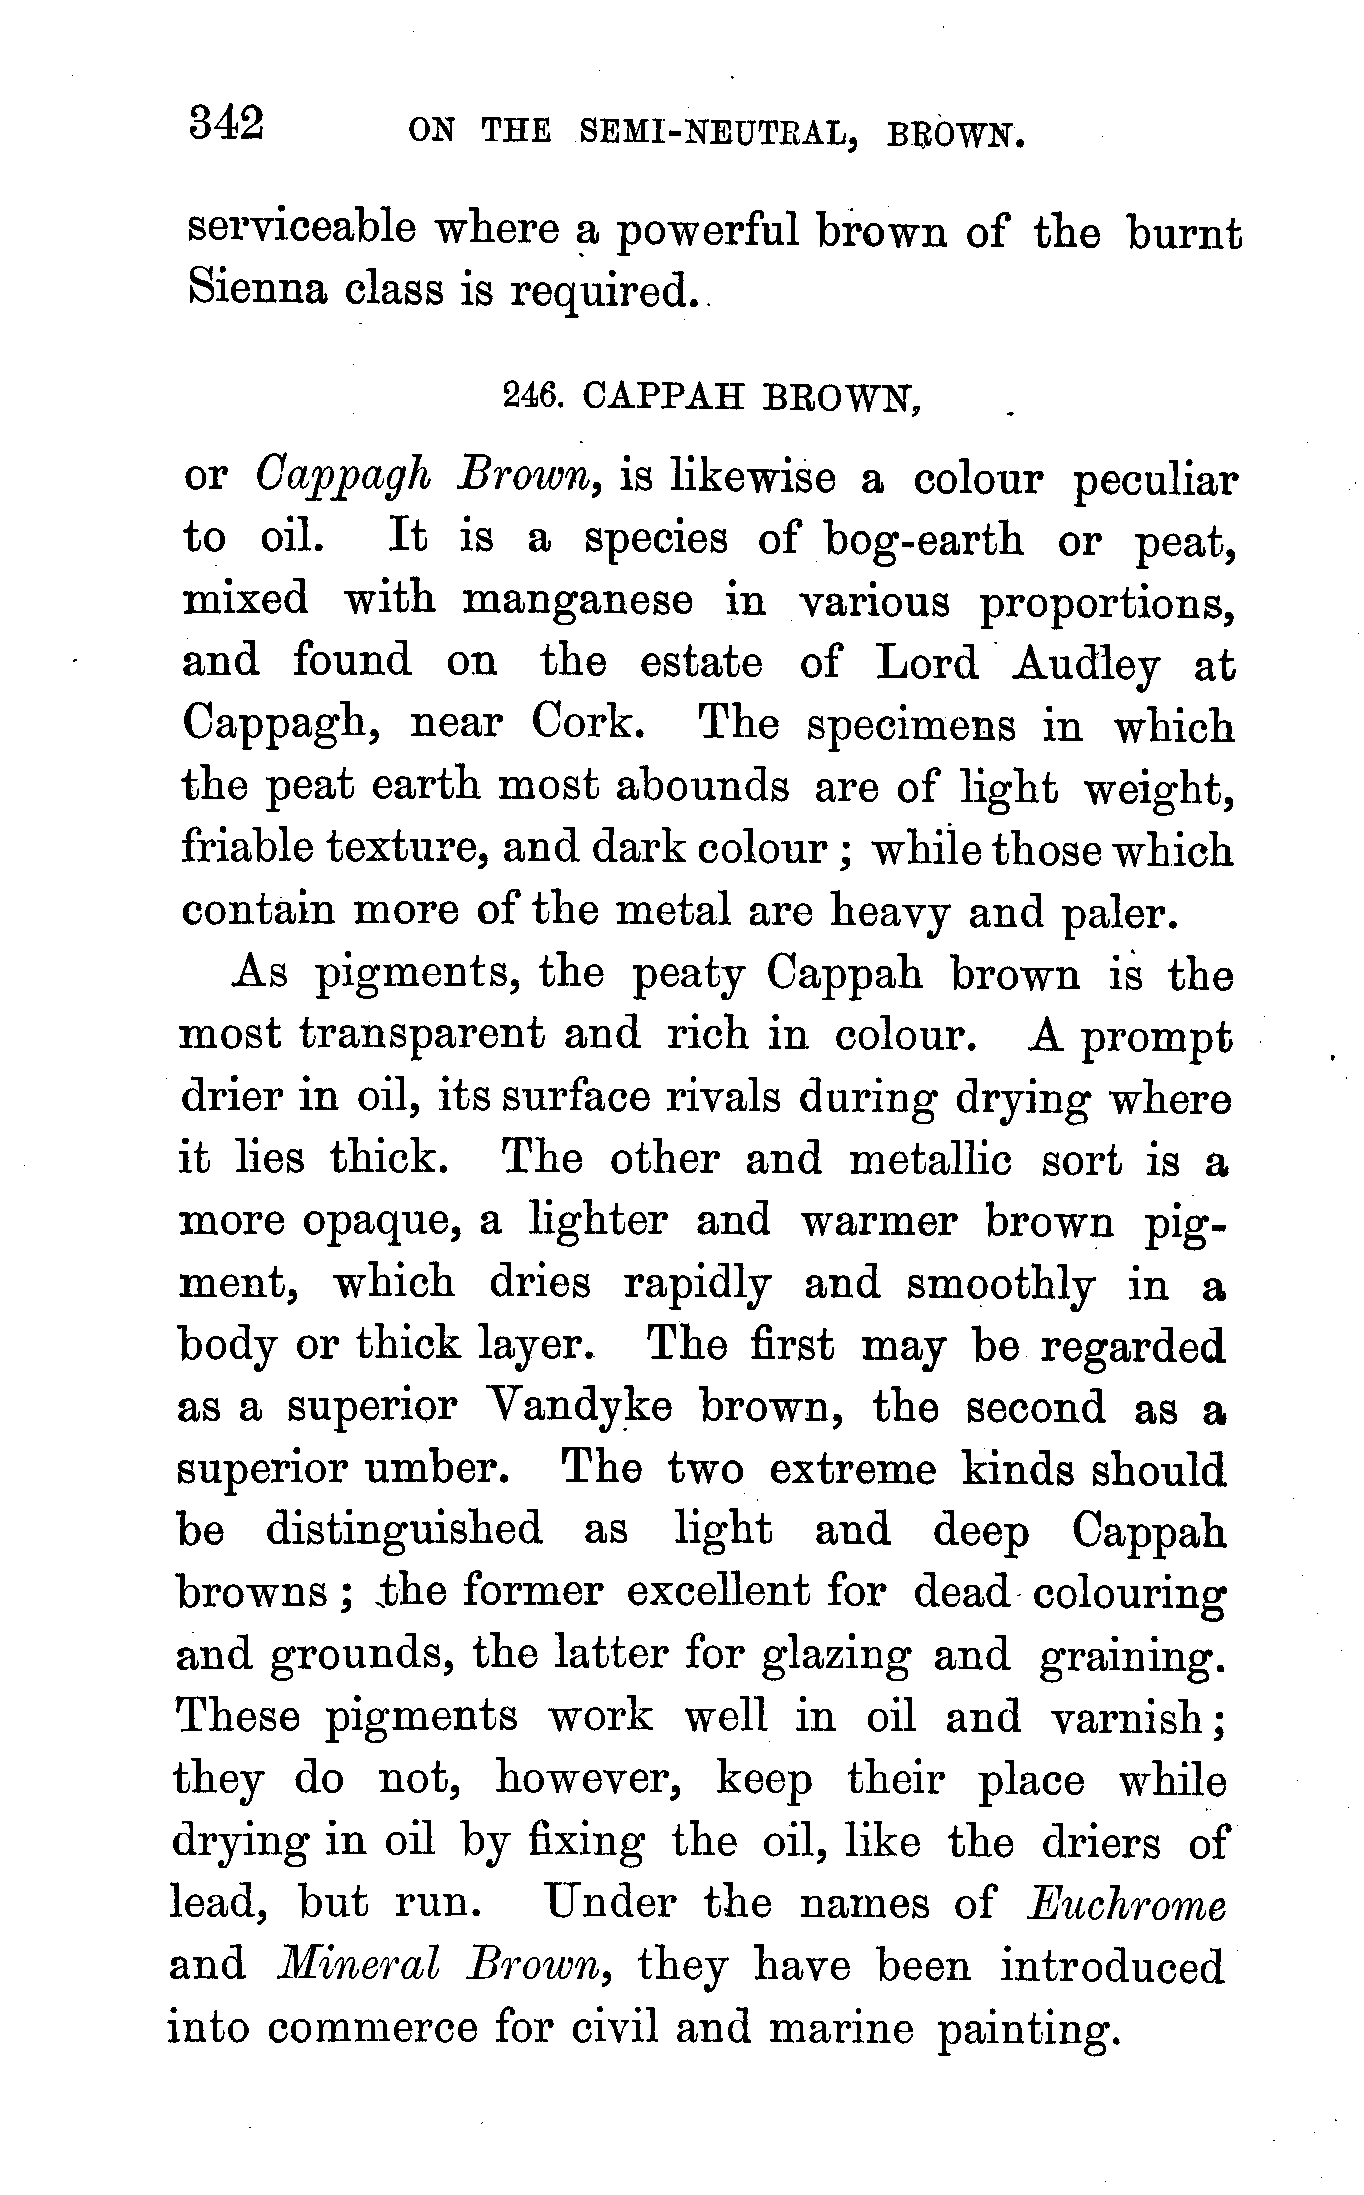 342 ON THE SEMI-NEUTRAL, BROWN.
serviceable where a powerful brown of the burnt
Sienna class is required.
246. CAPPAH BROWN,
or Cappagh Brown, is likewise a colour peculiar
to oil. It is a species of bog-earth or peat,
mixed with manganese in various proportions,
and found on the estate of Lord Audley at
Cappagh, near Cork. The specimens in which
the peat earth most abounds are of light weight,
friable texture, and dark colour; while those which
contain more of the metal are heavy and paler.
As pigments, the peaty Cappah brown is the
most transparent and rich in colour. A prompt
drier in oil, its surface rivals during drying where
it lies thick. The other and metallic sort is a
more opaque, a lighter and warmer brown pig-
ment, which dries rapidly and smoothly in a
body or thick layer. The first may be regarded
as a superior Vandyke brown, the second as a
superior umber. The two extreme kinds should
be distinguished as light and deep Cappah
browns; the former excellent for dead colouring
and grounds, the latter for glazing and graining.
These pigments work well in oil and varnish;
they do not, however, keep their place while
drying in oil by fixing the oil, like the driers of
lead, but run. Under the names of Euchrome
and Mineral Brown, they have been introduced
into commerce for civil and marine painting.